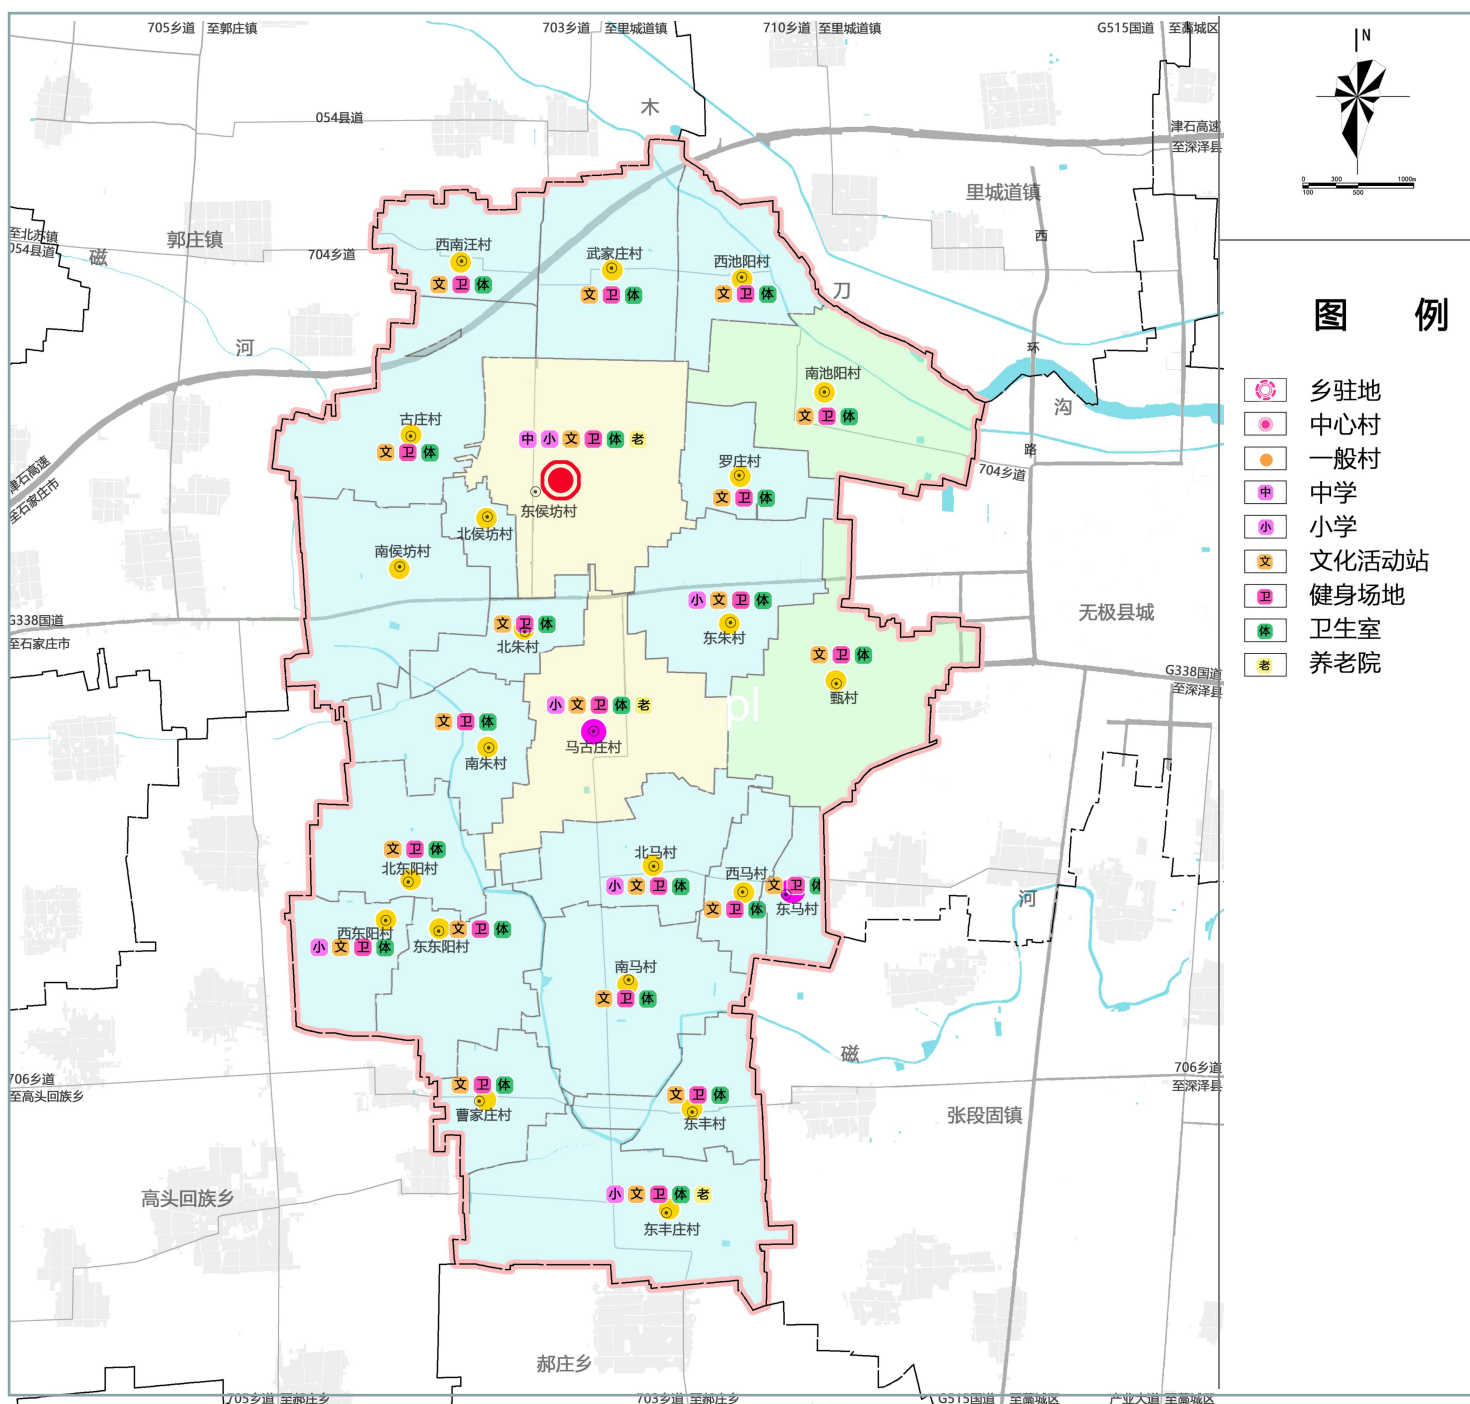 705乡道 至郭庄镇
703乡道 至里城道镇
710乡道 至里城道镇
G515国道 至藁城区
N
木
054县道
津石高速
至深泽县
0 300 1000m
100 500
里城道镇
郭庄镇
至北苏镇
054县道
磁
704乡道
西南汪村
文 卫 体
武家庄村
文 卫 体
西池阳村
文 卫 体
西
刀
图 例
河
环
南池阳村
文 卫 体
沟
乡驻地
中心村
一般村
中学
小学
文化活动站
健身场地
卫生室
养老院
中
小
文
卫
体
老
古庄村
文 卫 体
中 小 文 卫 体 老
东侯坊村
罗庄村
文 卫 体
路
704乡道
津石高速
至石家庄市
北侯坊村
南侯坊村
小 文 卫 体
东朱村
无极县城
G338国道
至石家庄市
文 卫 体
北朱村
文 卫 体
甄村
G338国道
至深泽县
小 文 卫 体 老
马古庄村
pl
文 卫 体
南朱村
文 卫 体
北东阳村
北马村
小 文 卫 体
西马村
文 卫 体
文 卫 体
东马村
河
西东阳村
小 文 卫 体
文 卫 体
东东阳村
南马村
文 卫 体
磁
706乡道
至高头回族乡
706乡道
至深泽县
文 卫 体
曹家庄村
文 卫 体
东丰村
张段固镇
高头回族乡
小 文 卫 体 老
东丰庄村
郝庄乡
705乡道 至郝庄乡
703乡道 至郝庄乡
G515国道 至藁城区
产业大道 至藁城区